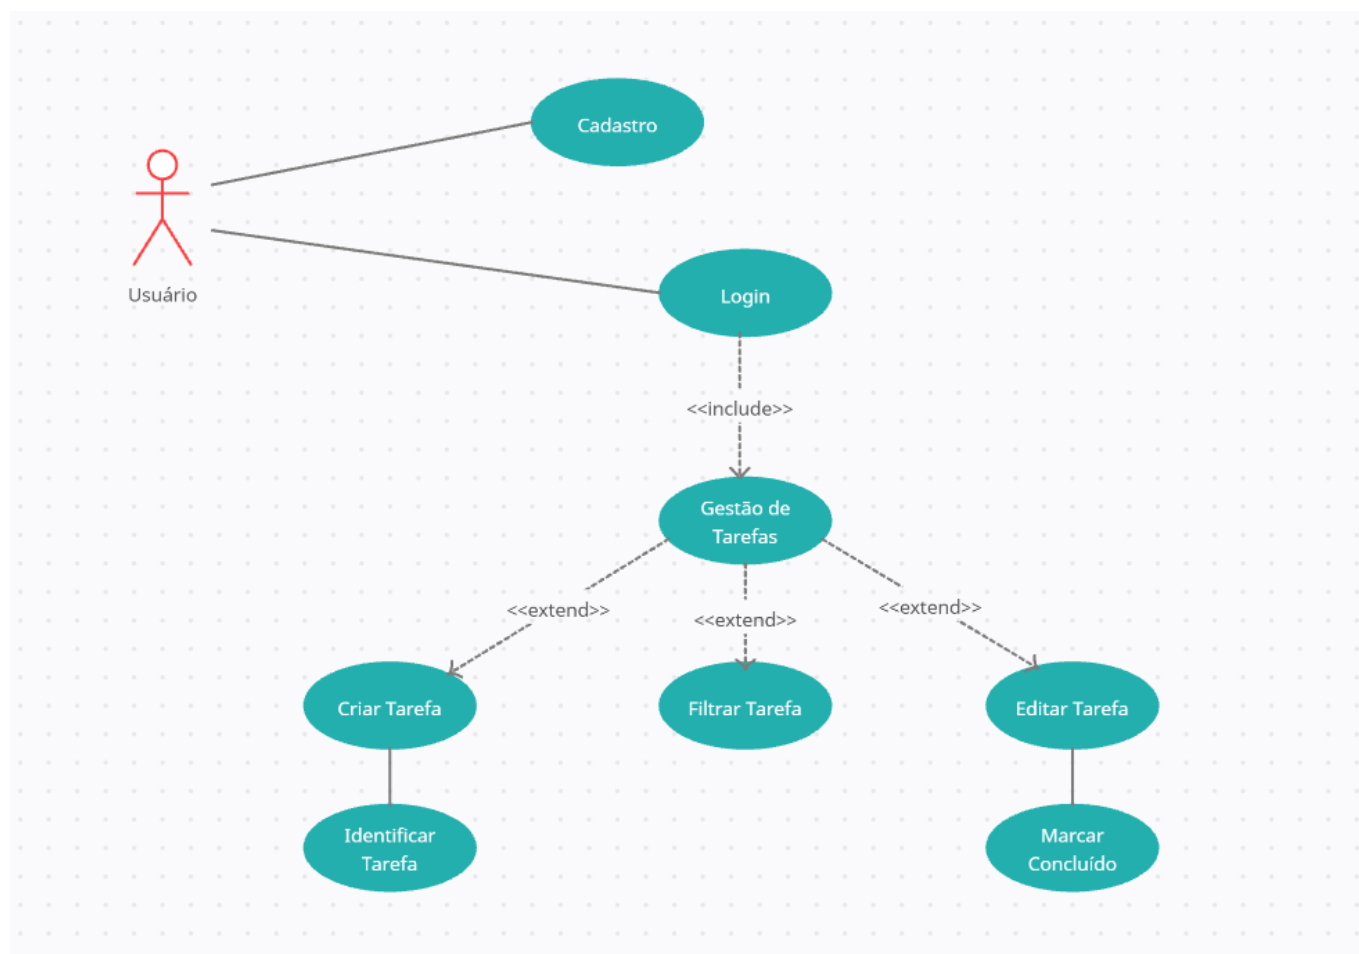 Cadastro
Usuário
Login
<<include>>
Gestão de
Tarefas
<<extend>>
<<extend>>
<<extend>>
Criar Tarefa
Filtrar Tarefa
Editar Tarefa
Identificar
Tarefa
Marcar
Concluído